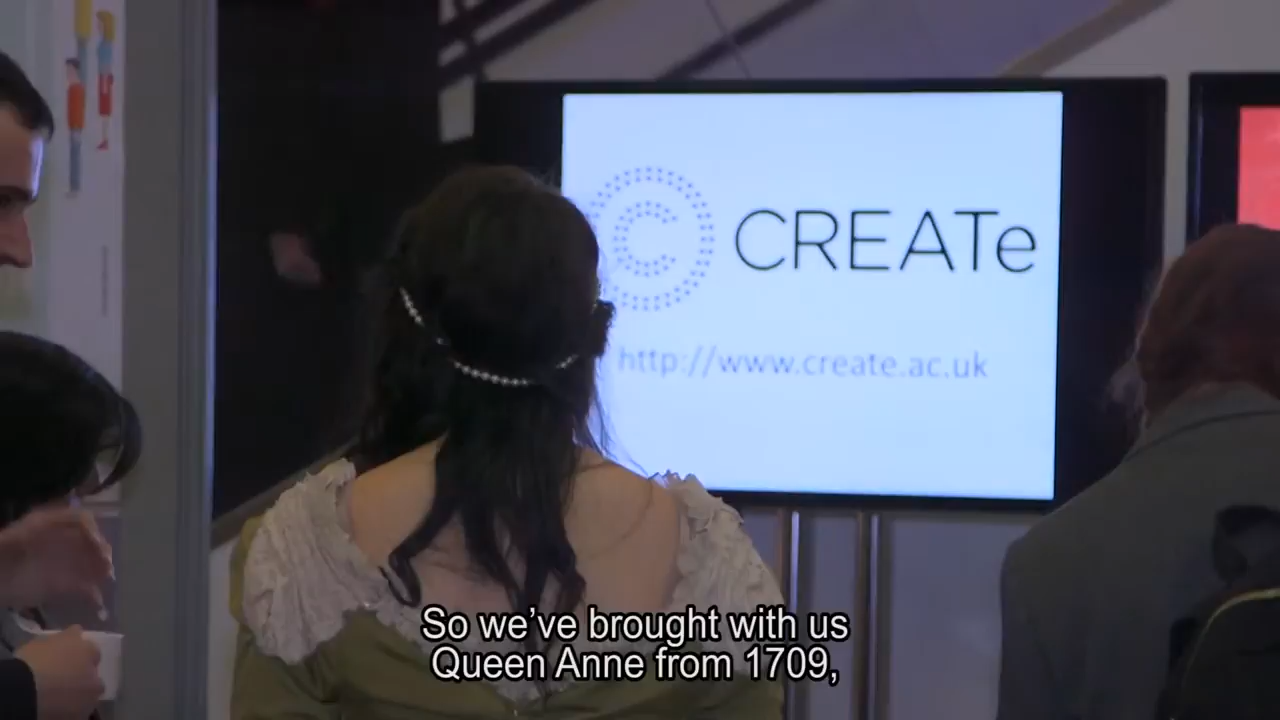 CREATe
http://www.create.ac.uk
So we’ve brought with us
Queen Anne from 1709,